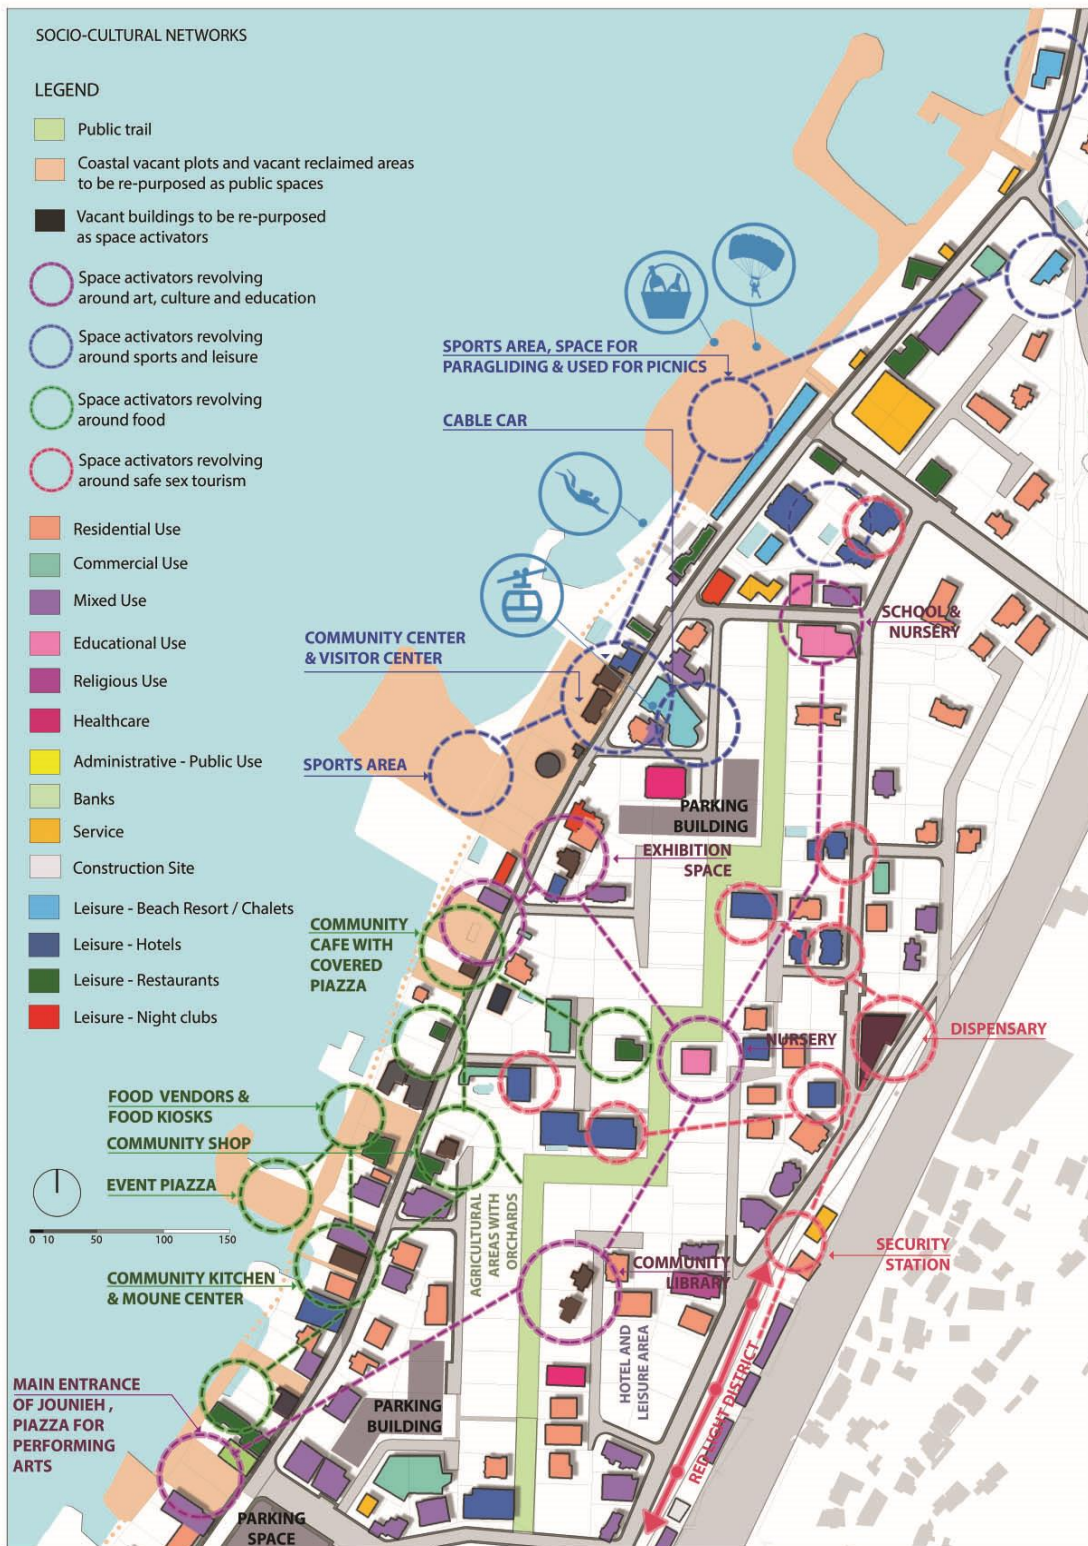 SOCIO-CULTURAL NETWORKS
LEGEND
Public trail
Coastal vacant plots and vacant reclaimed areas
to be re-purposed as public spaces
Vacant buildings to be re-purposed
as space activators
Space activators revolving
around art, culture and education
Space activators revolving
around sports and leisure
Space activators revolving
around food
Space activators revolving
around safe sex tourism
Residential Use
Commercial Use
Mixed Use
Educational Use
Religious Use
Healthcare
Administrative - Public Use
Banks
Service
Construction Site
Leisure - Beach Resort / Chalets
Leisure - Hotels
Leisure - Restaurants
Leisure - Night clubs
SPORTS AREA, SPACE FOR
PARAGLIDING & USED FOR PICNICS
CABLE CAR
COMMUNITY CENTER
& VISITOR CENTER
SPORTS AREA
SCHOOL &
NURSERY
PARKING
BUILDING
EXHIBITION
SPACE
COMMUNITY
CAFE WITH
COVERED
PIAZZA
NURSERY
DISPENSARY
FOOD VENDORS &
FOOD KIOSKS
COMMUNITY SHOP
EVENT PIAZZA
0 10 50 100 150
COMMUNITY KITCHEN
& MOUNE CENTER
AGRICULTURAL
AREAS WITH
ORCHARDS
COMMUNITY
LIBRARY
SECURITY
STATION
HOTEL AND
LEISURE AREA
RED LIGHT DISTRICT
MAIN ENTRANCE
OF JOUNIEH ,
PIAZZA FOR
PERFORMING
ARTS
PARKING
BUILDING
PARKING
SPACE